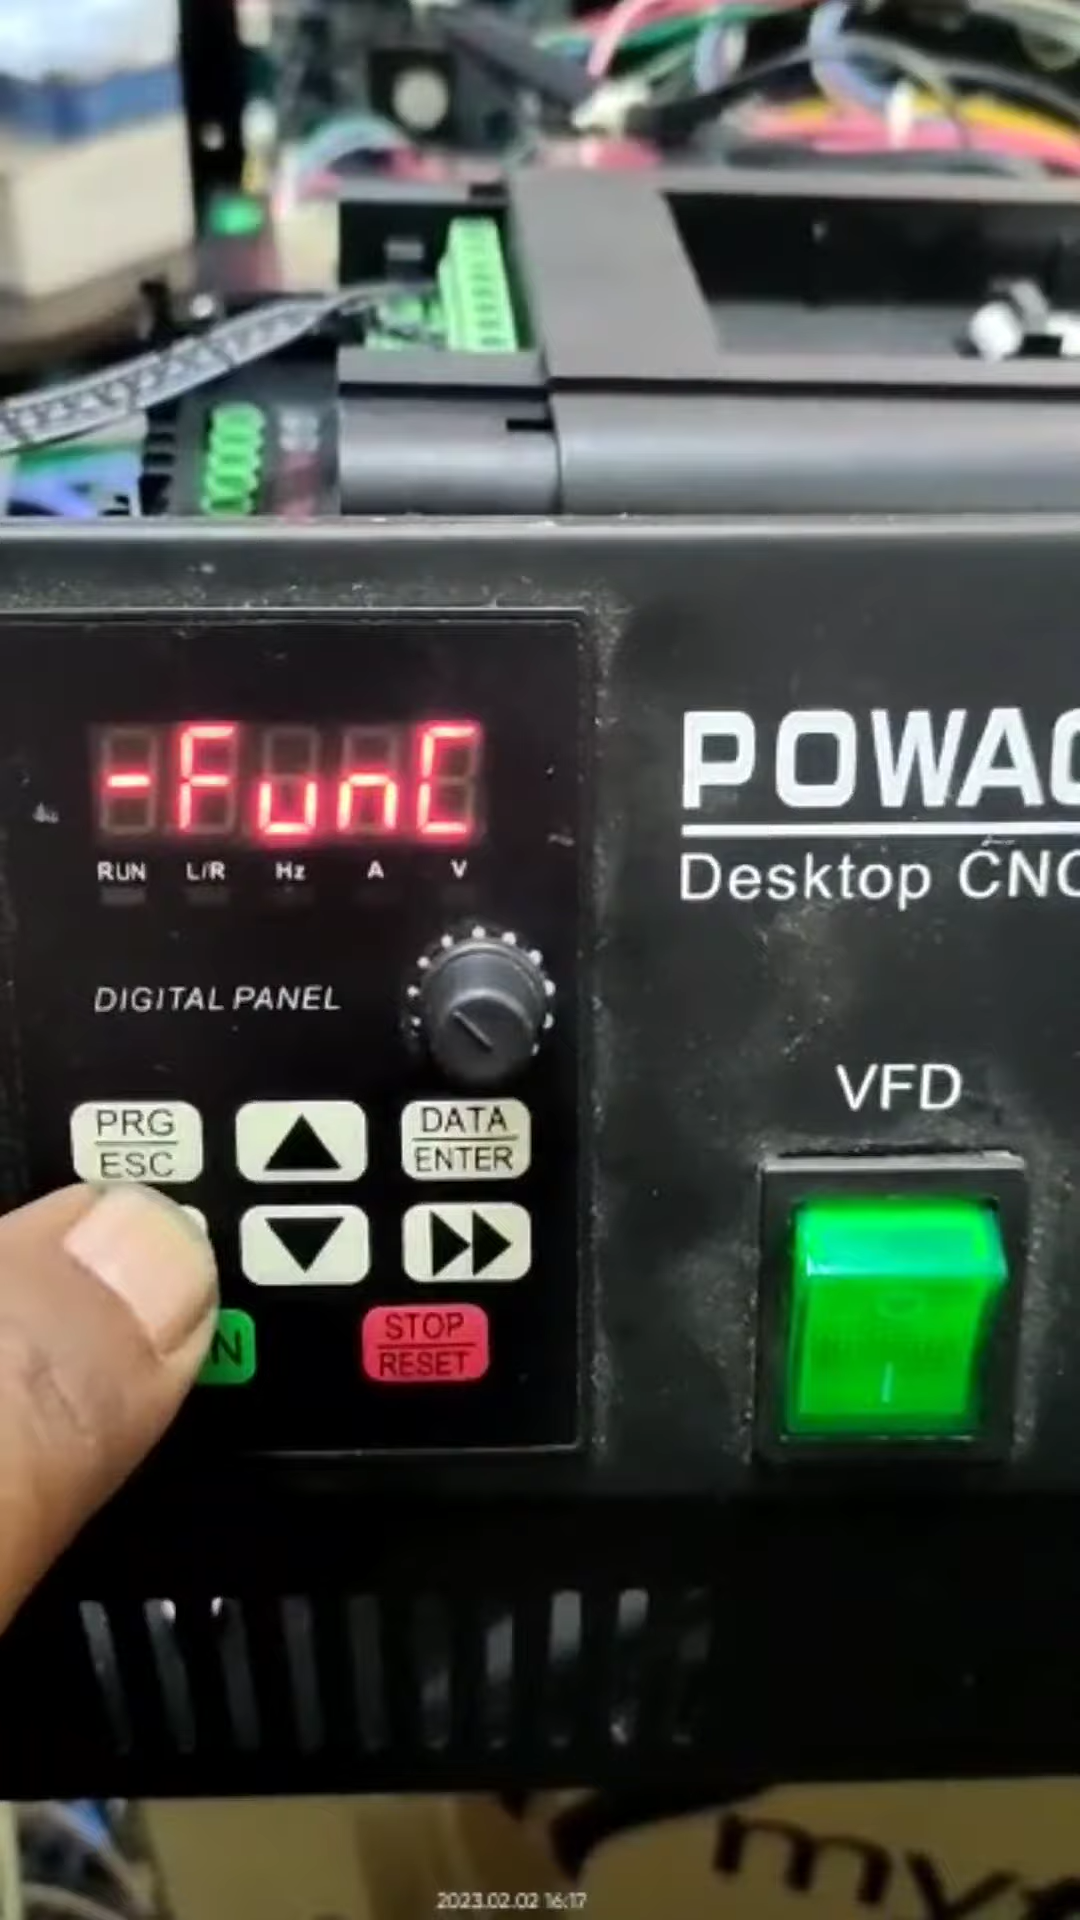 -FunC
RUN L/R Hz A V
DIGITAL PANEL
POWAC
Desktop CNC
VFD
PRG
ESC
DATA
ENTER
N
STOP
RESET
my
2023.02.02 16:17